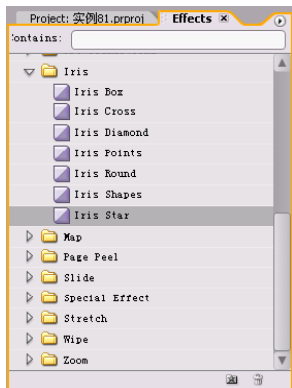 Project: 实例81.prproj Effects ×
Contains:
Iris
Iris Box
Iris Cross
Iris Diamond
Iris Points
Iris Round
Iris Shapes
Iris Star
Map
Page Peel
Slide
Special Effect
Stretch
Wipe
Zoom